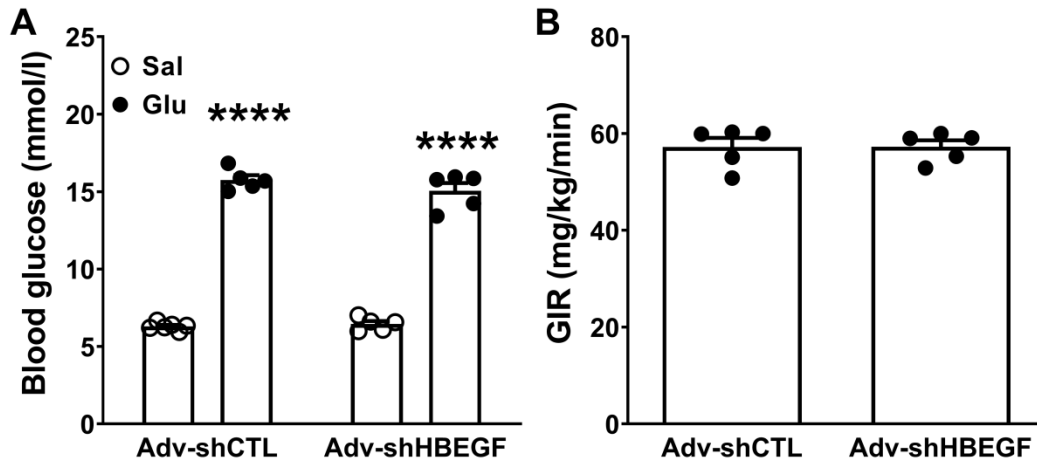 A
Blood glucose (mmol/l)
25
20
15
10
5
0
Sal
Glu
****
****
Adv-shCTL
Adv-shHBEGF
B
GIR (mg/kg/min)
80
60
40
20
0
Adv-shCTL
Adv-shHBEGF